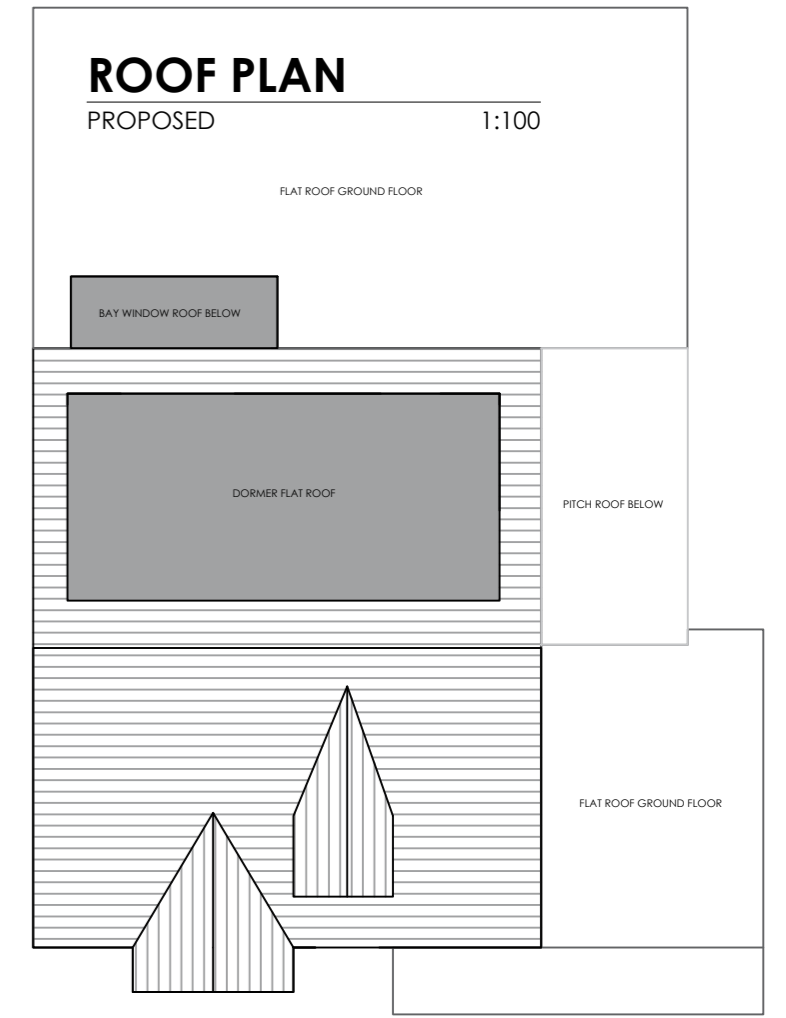 ROOF PLAN
PROPOSED 1:100
FLAT ROOF GROUND FLOOR
BAY WINDOW ROOF BELOW
DORMER FLAT ROOF
PITCH ROOF BELOW
FLAT ROOF GROUND FLOOR